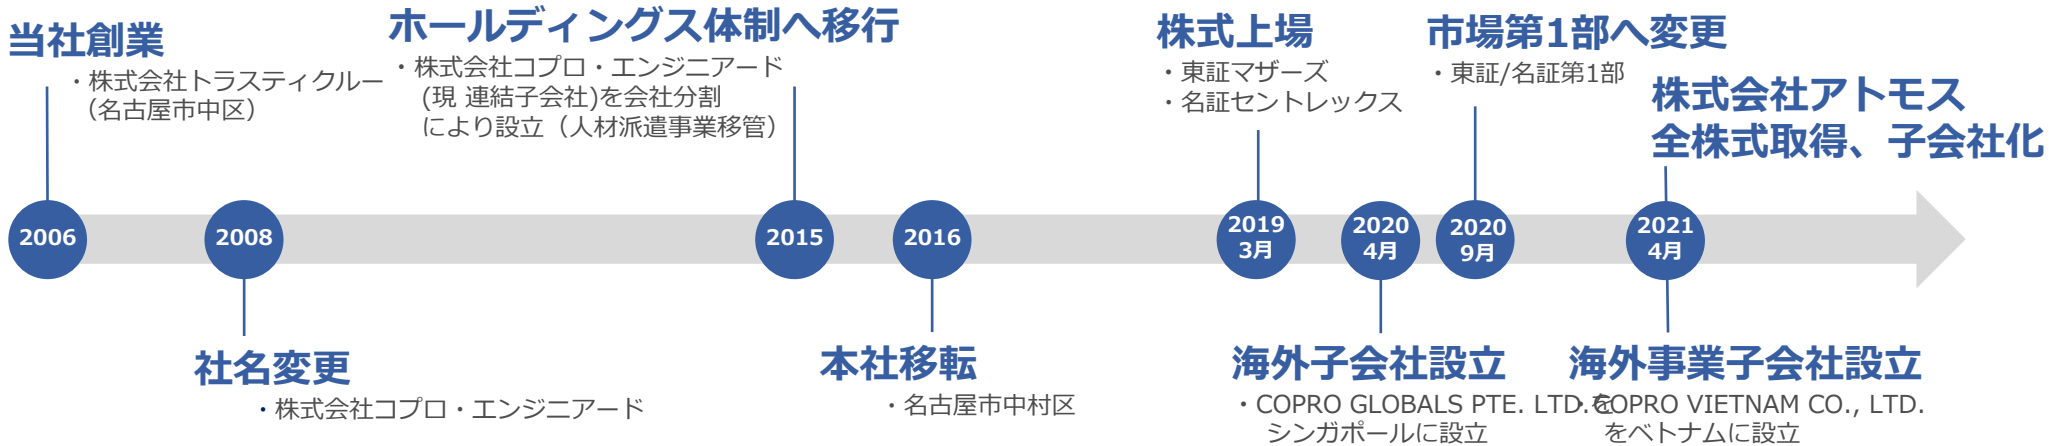 当社創業
・株式会社トラスティクルー
（名古屋市中区）
ホールディングス体制へ移行
・株式会社コプロ・エンジニアード
(現 連結子会社)を会社分割
により設立（人材派遣事業移管）
株式上場
・東証マザーズ
・名証セントレックス
市場第1部へ変更
・東証/名証第1部
株式会社アトモス
全株式取得、子会社化
2006
2008
2015
2016
2019
3月
2020
4月
2020
9月
2021
4月
社名変更
・株式会社コプロ・エンジニアード
本社移転
・名古屋市中村区
海外子会社設立
・COPRO GLOBALS PTE. LTD.を
シンガポールに設立
海外事業子会社設立
・COPRO VIETNAM CO., LTD.
をベトナムに設立